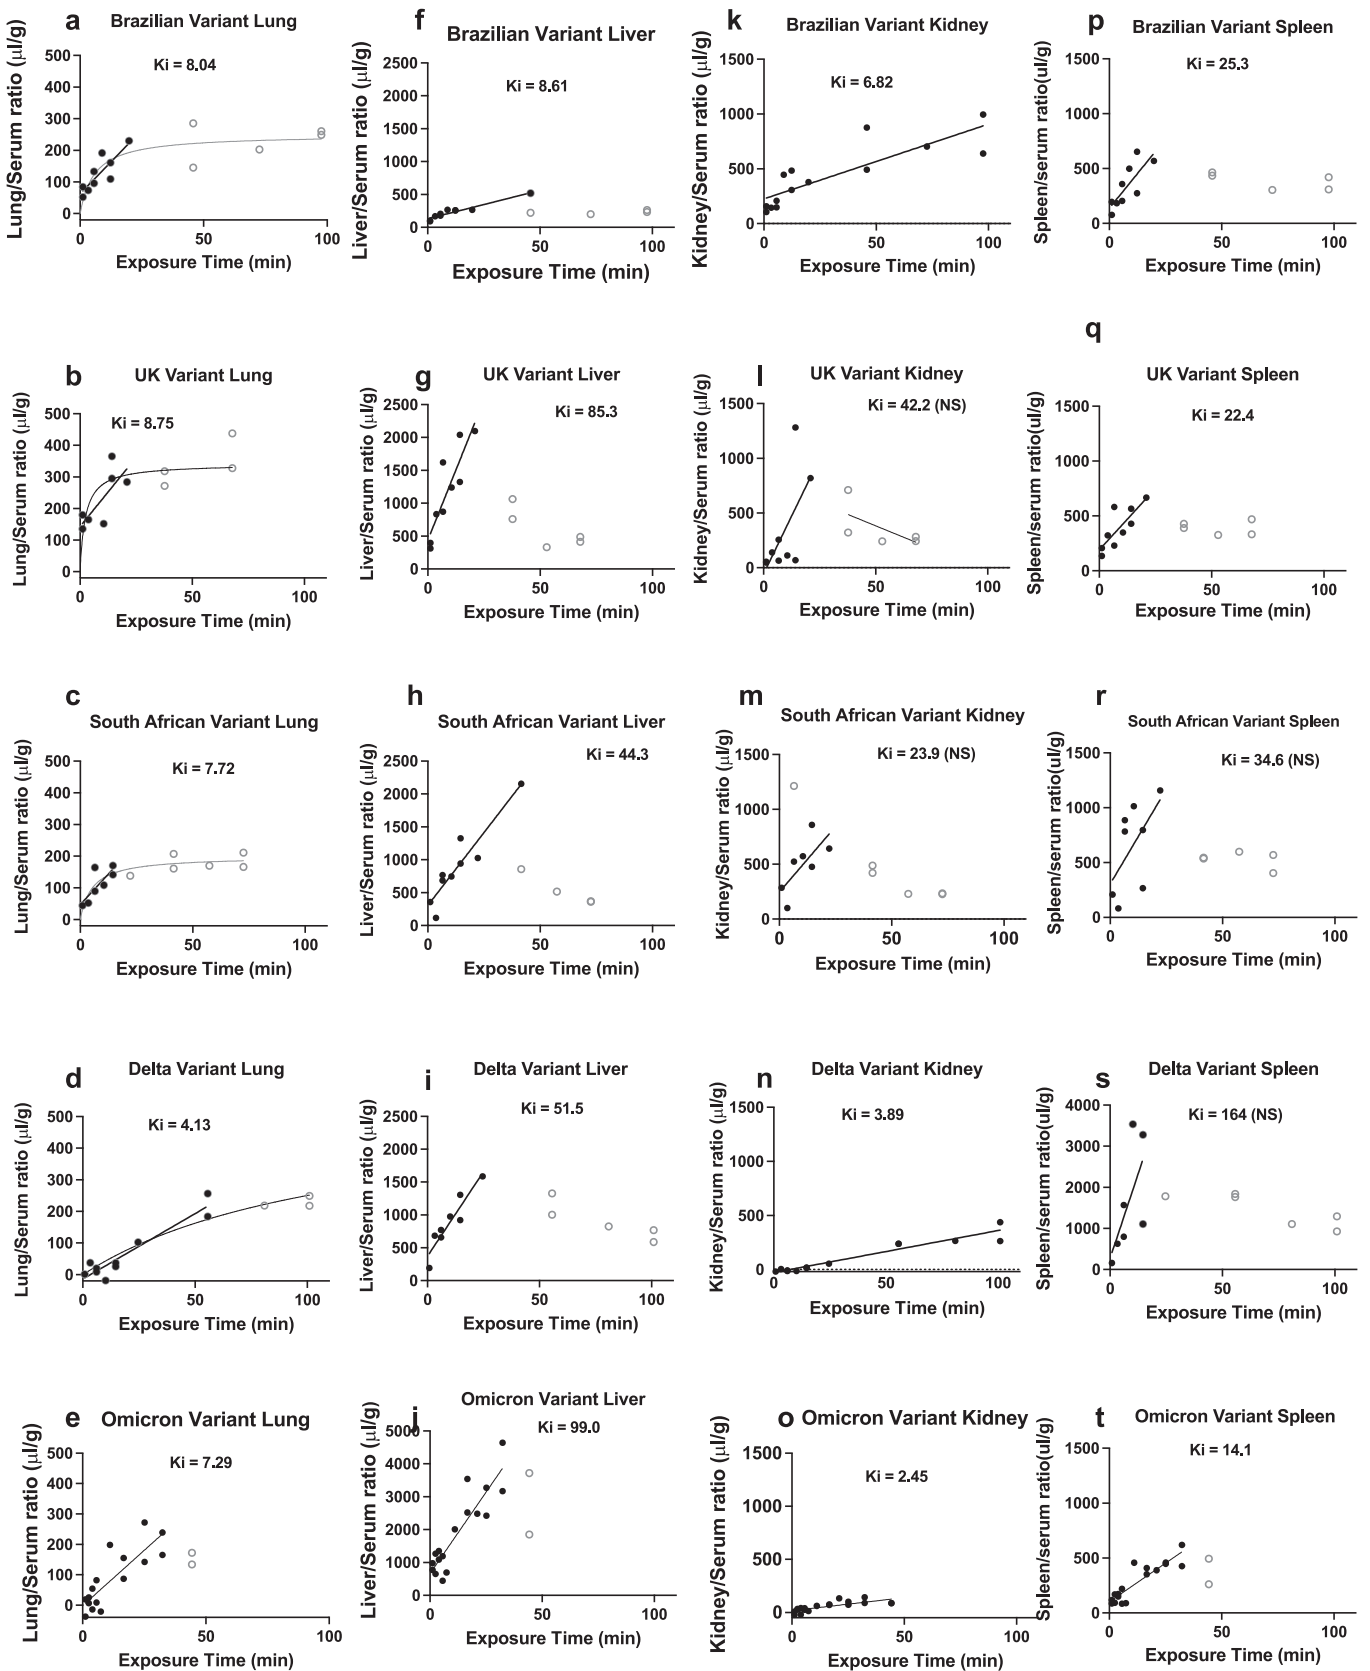 a
Brazilian Variant Lung
Lung/Serum ratio (μl/g)
500
400
300
200
100
0
Ki = 8.04
0 50 100
Exposure Time (min)
f
Brazilian Variant Liver
Liver/Serum ratio (μl/g)
2500
2000
1500
1000
500
0
Ki = 8.61
0 50 100
Exposure Time (min)
k
Brazilian Variant Kidney
Kidney/Serum ratio (μl/g)
1500
1000
500
0
Ki = 6.82
0 50 100
Exposure Time (min)
p
Brazilian Variant Spleen
Spleen/serum ratio(ul/g)
1500
1000
500
0
Ki = 25.3
0 50 100
Exposure Time (min)
b
UK Variant Lung
Lung/Serum ratio (μl/g)
500
400
300
200
100
0
Ki = 8.75
0 100
Exposure Time (min)
g
UK Variant Liver
Liver/Serum ratio (μl/g)
2500
2000
1500
1000
500
0
Ki = 85.3
0 50 100
Exposure Time (min)
l
UK Variant Kidney
Kidney/Serum ratio (μl/g)
1500
1000
500
0
Ki = 42.2 (NS)
0 50 100
Exposure Time (min)
q
UK Variant Spleen
Spleen/serum ratio(ul/g)
1500
1000
500
0
Ki = 22.4
0 50 100
Exposure Time (min)
c
South African Variant Lung
Lung/Serum ratio (μl/g)
500
400
300
200
100
0
Ki = 7.72
0 50 100
Exposure Time (min)
h
South African Variant Liver
Liver/Serum ratio (μl/g)
2500
2000
1500
1000
500
0
Ki = 44.3
0 50 100
Exposure Time (min)
m
South African Variant Kidney
Kidney/Serum ratio (μl/g)
1500
1000
500
0
Ki = 23.9 (NS)
0 50 100
Exposure Time (min)
r
South African Variant Spleen
Spleen/serum ratio(ul/g)
1500
1000
500
0
Ki = 34.6 (NS)
0 50 100
Exposure Time (min)
d
Delta Variant Lung
Lung/Serum ratio (μl/g)
500
400
300
200
100
0
Ki = 4.13
0 50 100
Exposure Time (min)
i
Delta Variant Liver
Liver/Serum ratio (μl/g)
2500
2000
1500
1000
500
0
Ki = 51.5
0 50 100
Exposure Time (min)
n
Delta Variant Kidney
Kidney/Serum ratio (μl/g)
1500
1000
500
0
Ki = 3.89
0 50 100
Exposure Time (min)
s
Delta Variant Spleen
Spleen/serum ratio(ul/g)
4000
3000
2000
1000
0
Ki = 164 (NS)
0 50 100
Exposure Time (min)
e
Omicron Variant Lung
Lung/Serum ratio (μl/g)
500
400
300
200
100
0
Ki = 7.29
0 50 100
Exposure Time (min)
j
Omicron Variant Liver
Liver/Serum ratio (μl/g)
5000
4000
3000
2000
1000
0
Ki = 99.0
0 50 100
Exposure Time (min)
o
Omicron Variant Kidney
Kidney/Serum ratio (μl/g)
1500
1000
500
0
Ki = 2.45
0 50 100
Exposure Time (min)
t
Omicron Variant Spleen
Spleen/serum ratio(ul/g)
1500
1000
500
0
Ki = 14.1
0 50 100
Exposure Time (min)